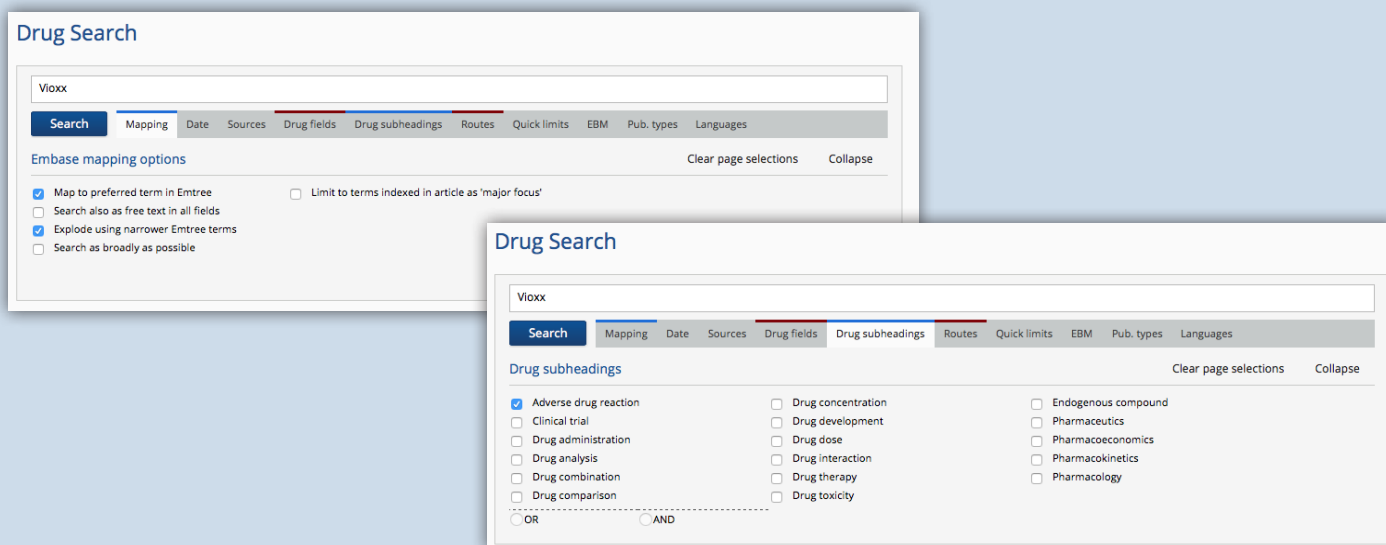 Drug Search
Vioxx
Search Mapping Date Sources Drug fields Drug subheadings Routes Quick limits EBM Pub. types Languages
Embase mapping options Clear page selections Collapse
Map to preferred term in Emtree Limit to terms indexed in article as 'major focus'
Search also as free text in all fields
Explode using narrower Emtree terms
Search as broadly as possible
Drug Search
Vioxx
Search Mapping Date Sources Drug fields Drug subheadings Routes Quick limits EBM Pub. types Languages
Drug subheadings Clear page selections Collapse
Adverse drug reaction Drug concentration Endogenous compound
Clinical trial Drug development Pharmaceutics
Drug administration Drug dose Pharmacoeconomics
Drug analysis Drug interaction Pharmacokinetics
Drug combination Drug therapy Pharmacology
Drug comparison Drug toxicity
OR AND